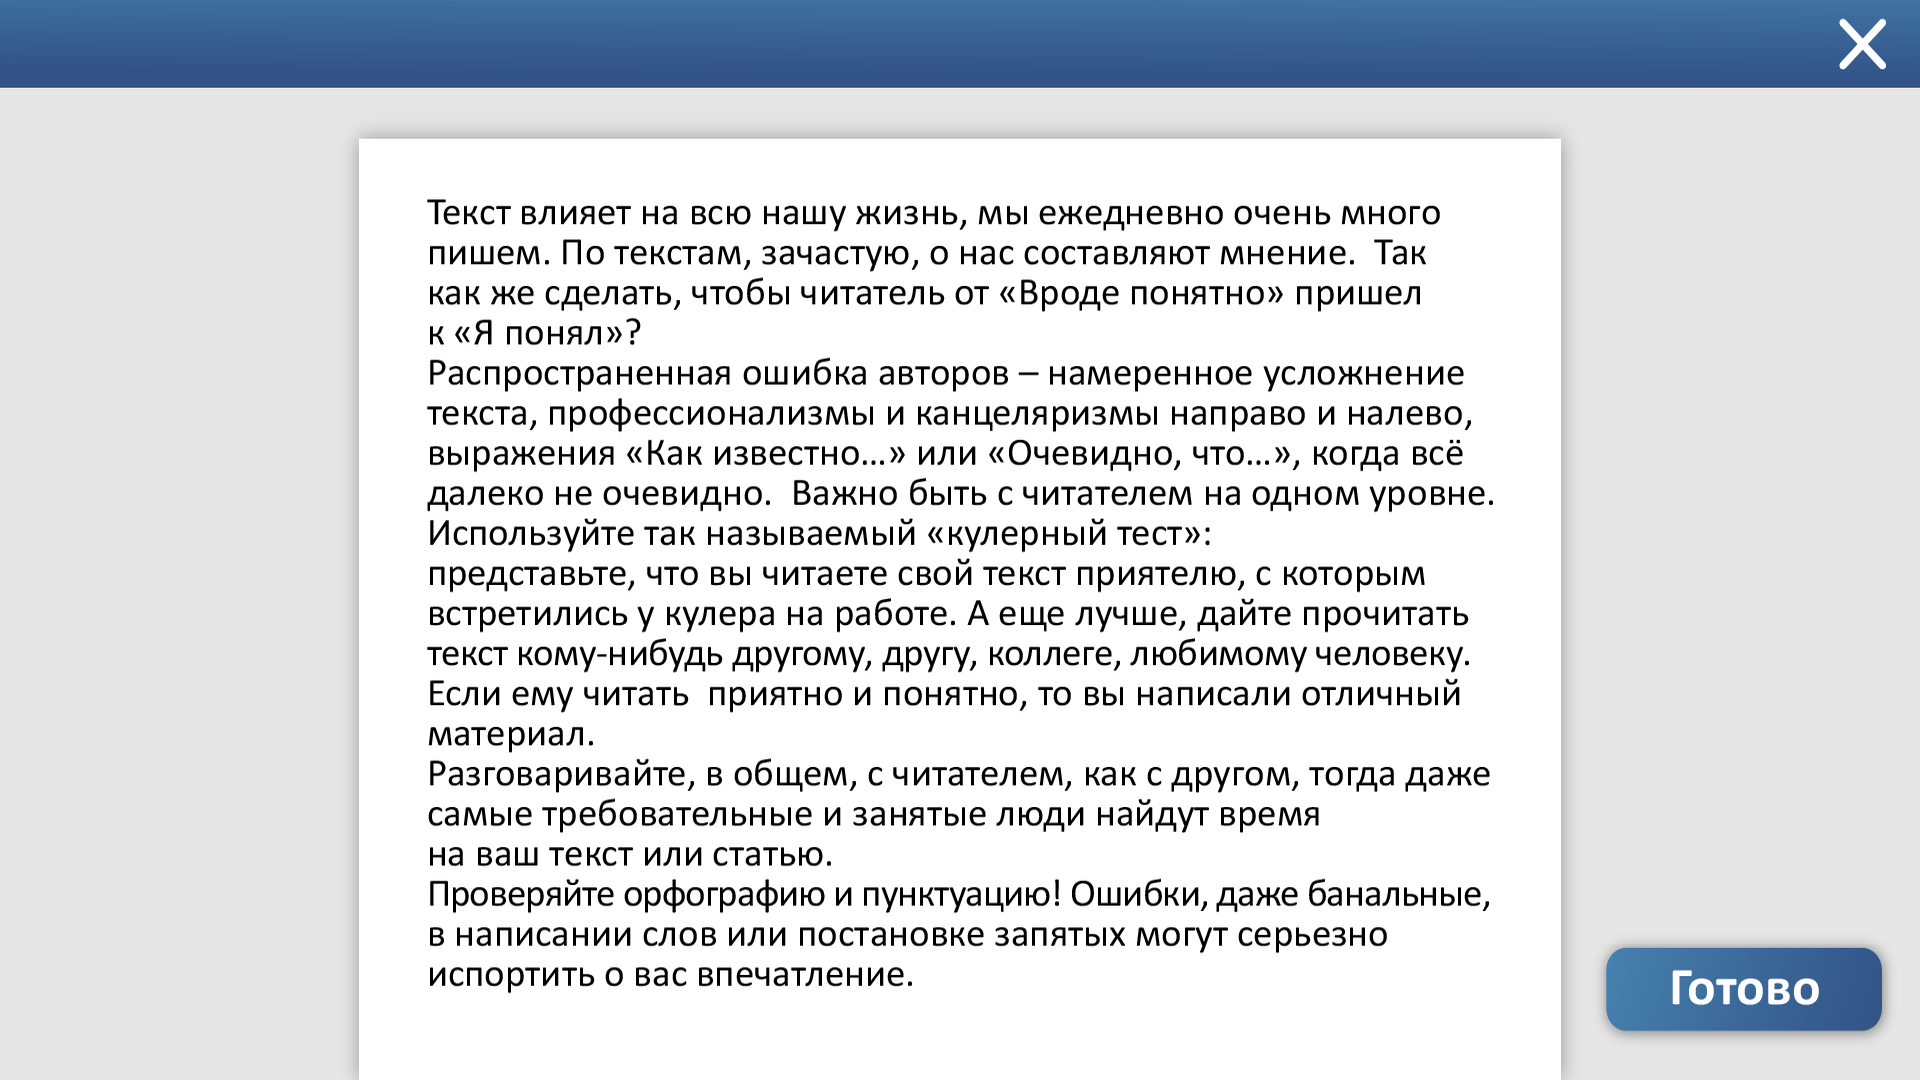 Текст влияет на всю нашу жизнь, мы ежедневно очень много
пишем. По текстам, зачастую, о нас составляют мнение.  Так
как же сделать, чтобы читатель от «Вроде понятно» пришел
к «Я понял»?
Распространенная ошибка авторов – намеренное усложнение
текста, профессионализмы и канцеляризмы направо и налево,
выражения «Как известно…» или «Очевидно, что…», когда всё
далеко не очевидно.  Важно быть с читателем на одном уровне.
Используйте так называемый «кулерный тест»:
представьте, что вы читаете свой текст приятелю, с которым
встретились у кулера на работе. А еще лучше, дайте прочитать
текст кому-нибудь другому, другу, коллеге, любимому человеку.
Если ему читать  приятно и понятно, то вы написали отличный
материал.
Разговаривайте, в общем, с читателем, как с другом, тогда даже
самые требовательные и занятые люди найдут время
на ваш текст или статью.
Проверяйте орфографию и пунктуацию! Ошибки, даже банальные,
в написании слов или постановке запятых могут серьезно
испортить о вас впечатление.
Готово